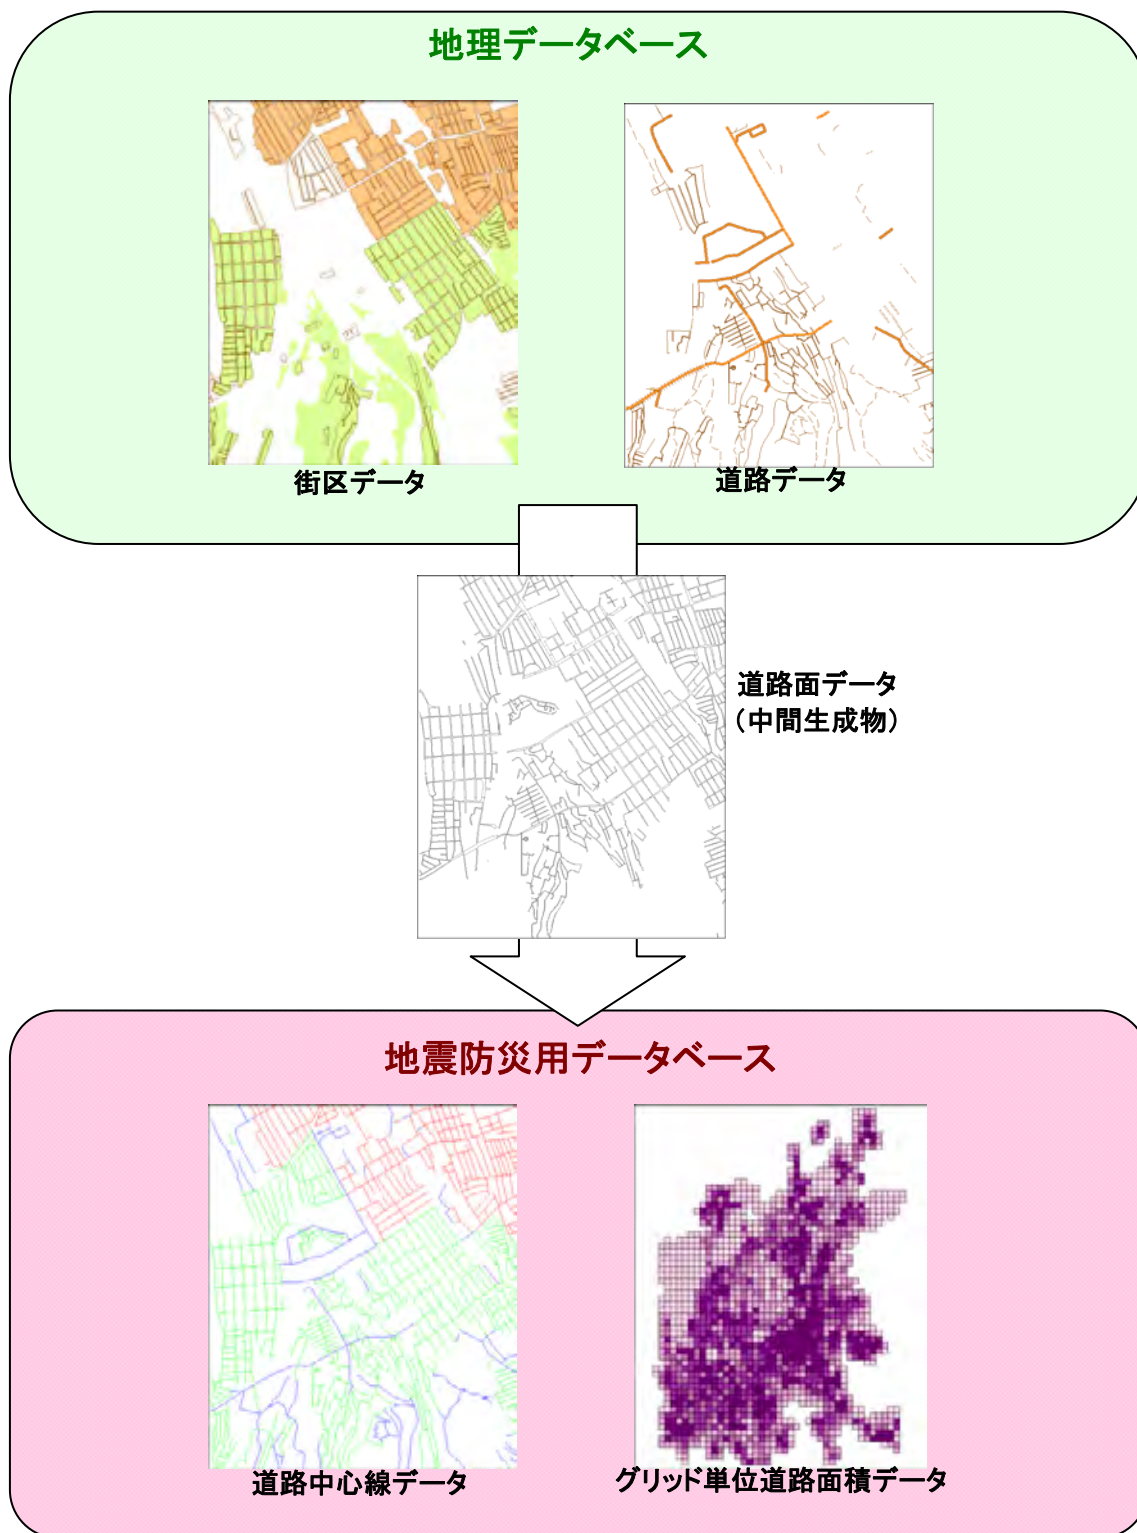 地理データベース
街区データ
道路データ
道路面データ
（中間生成物）
地震防災用データベース
道路中心線データ
グリッド単位道路面積データ